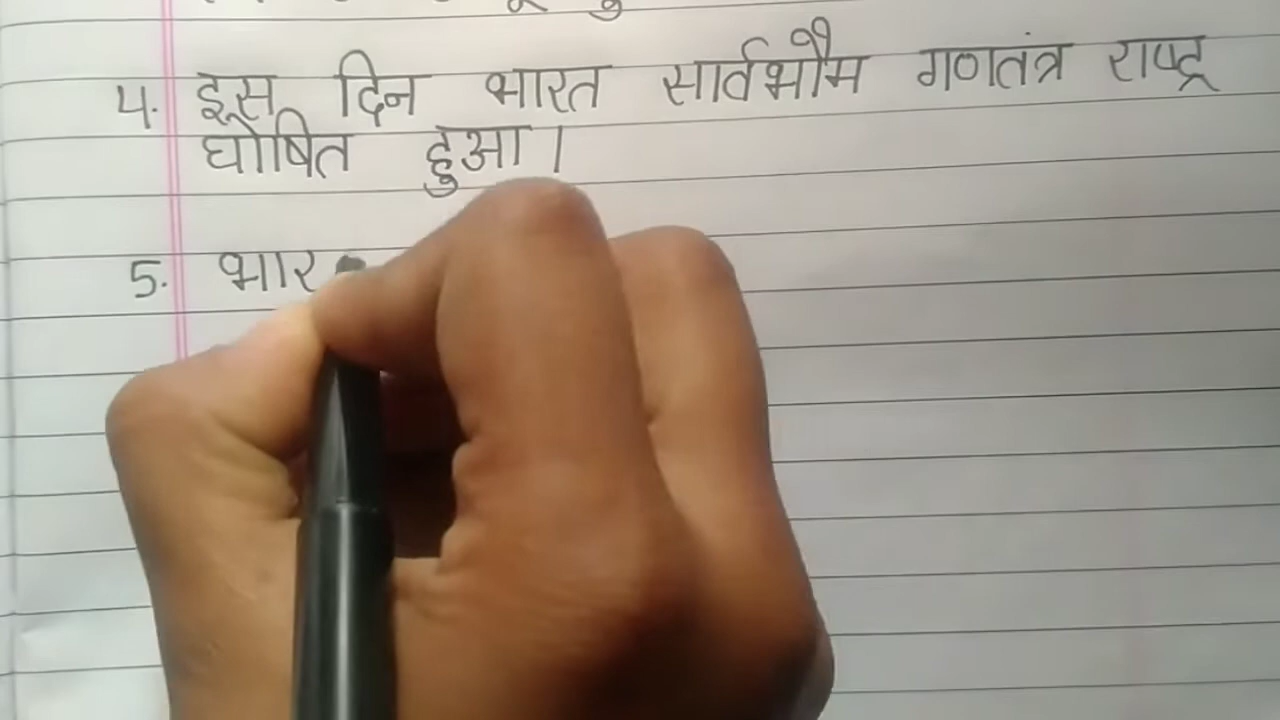 4. इस दिन भारत सार्वभौम गणतंत्र राष्ट्र
घोषित हुआ।
5. भार